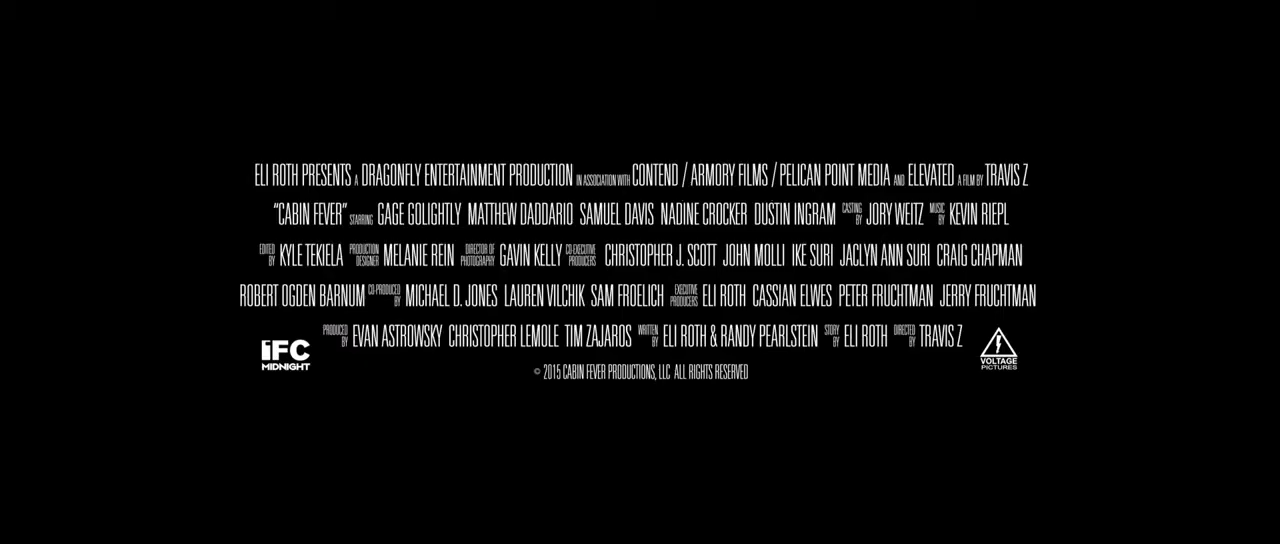 ELI ROTH PRESENTS A DRAGONFLY ENTERTAINMENT PRODUCTION IN ASSOCIATION WITH CONTEND / ARMORY FILMS / PELICAN POINT MEDIA AND ELEVATED A FILM BY TRAVIS Z
"CABIN FEVER" STARRING GAGE GOLIGHTLY MATTHEW DADDARIO SAMUEL DAVIS NADINE CROCKER DUSTIN INGRAM CASTING BY JORY WEITZ MUSIC BY KEVIN RIEPL
EDITED BY KYLE TEKIELA PRODUCTION DESIGNER MELANIE REIN DIRECTOR OF PHOTOGRAPHY GAVIN KELLY CO-EXECUTIVE PRODUCERS CHRISTOPHER J. SCOTT JOHN MOLLI IKE SURI JACLYN ANN SURI CRAIG CHAPMAN
ROBERT OGDEN BARNUM CO-PRODUCED BY MICHAEL D. JONES LAUREN VILCHIK SAM FROELICH EXECUTIVE PRODUCERS ELI ROTH CASSIAN ELWES PETER FRUCHTMAN JERRY FRUCHTMAN
PRODUCED BY EVAN ASTROWSKY CHRISTOPHER LEMOLE TIM ZAJAROS WRITTEN BY ELI ROTH & RANDY PEARLSTEIN STORY BY ELI ROTH DIRECTED BY TRAVIS Z
IFC
MIDNIGHT
VOLTAGE
PICTURES
© 2015 CABIN FEVER PRODUCTIONS, LLC ALL RIGHTS RESERVED